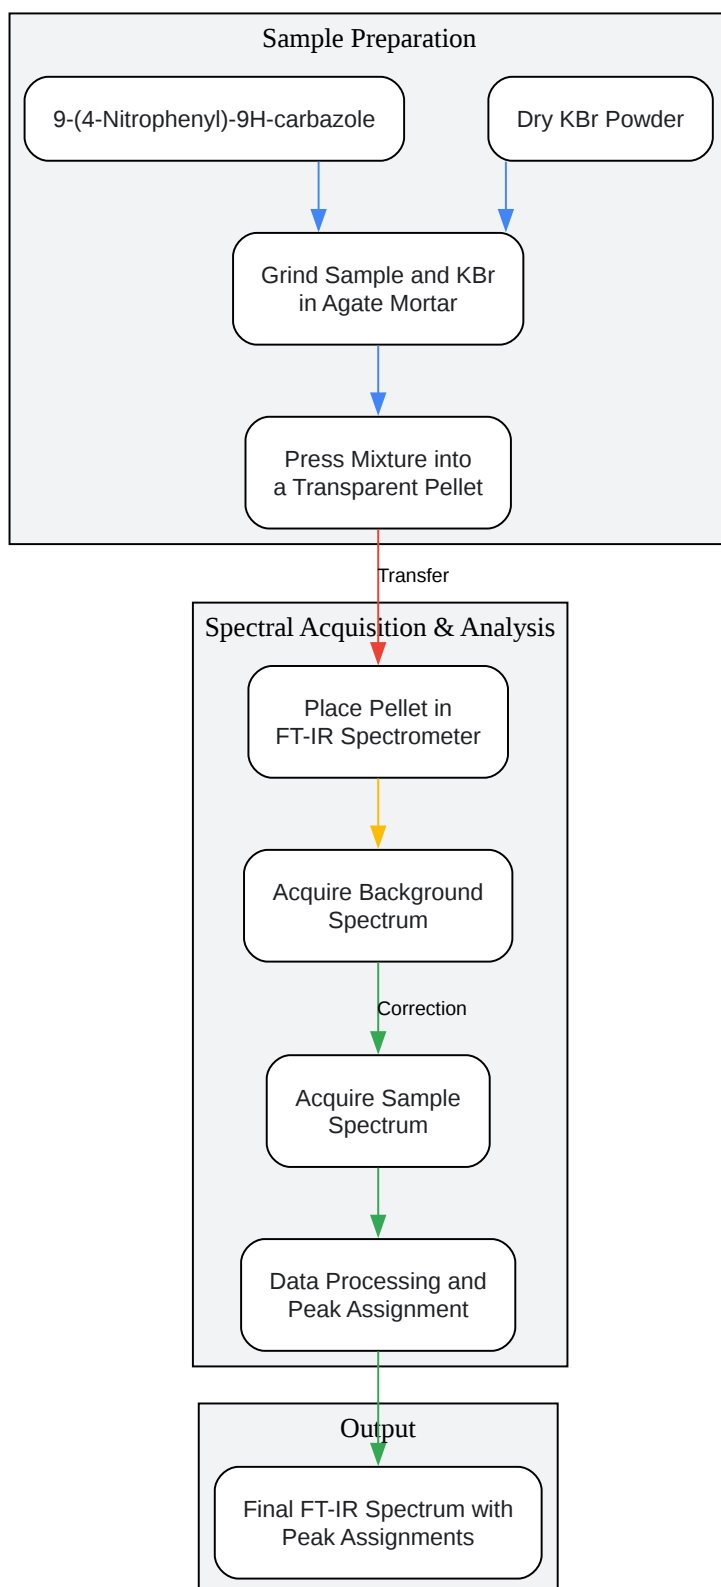 Sample Preparation
9-(4-Nitrophenyl)-9H-carbazole
Dry KBr Powder
Grind Sample and KBr
in Agate Mortar
Press Mixture into
a Transparent Pellet
Transfer
Spectral Acquisition & Analysis
Place Pellet in
FT-IR Spectrometer
Acquire Background
Spectrum
Correction
Acquire Sample
Spectrum
Data Processing and
Peak Assignment
Output
Final FT-IR Spectrum with
Peak Assignments